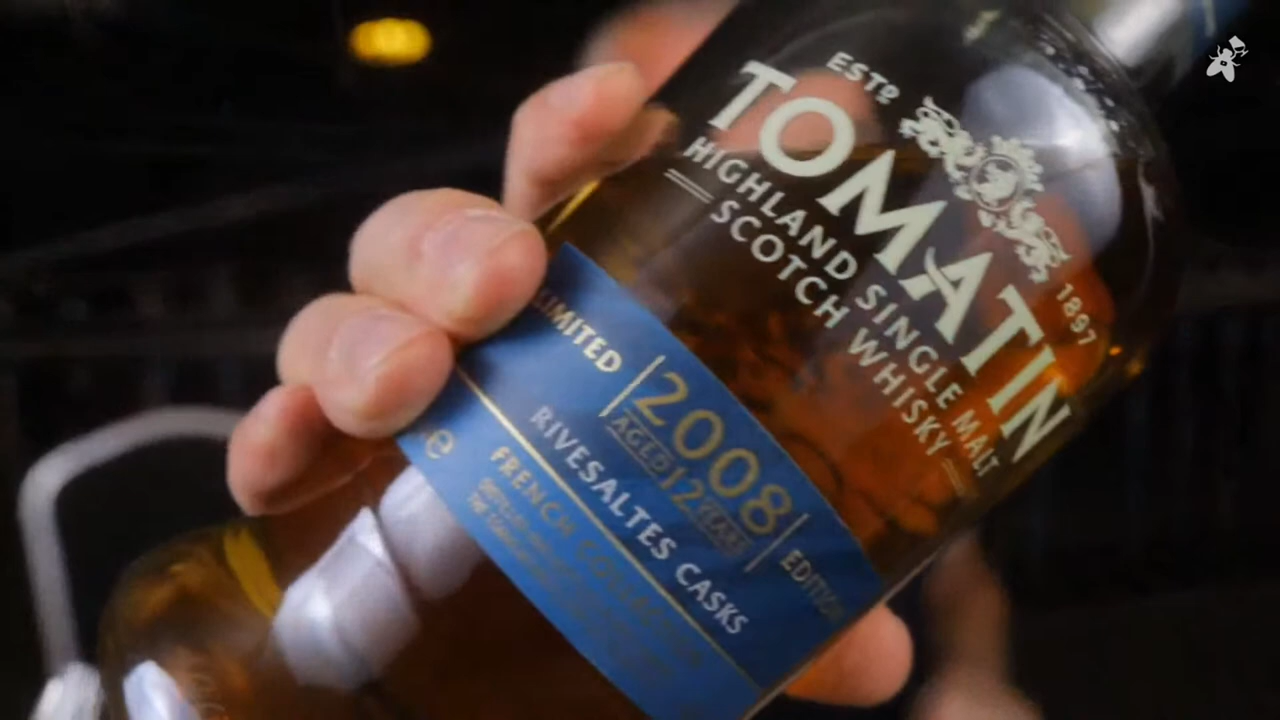 ESTD
1897
TOMATIN
HIGHLAND SINGLE MALT
SCOTCH WHISKY
LIMITED
2008
EDITION
AGED 12 YEARS
RIVESALTES CASKS
FRENCH COLLECTION
e